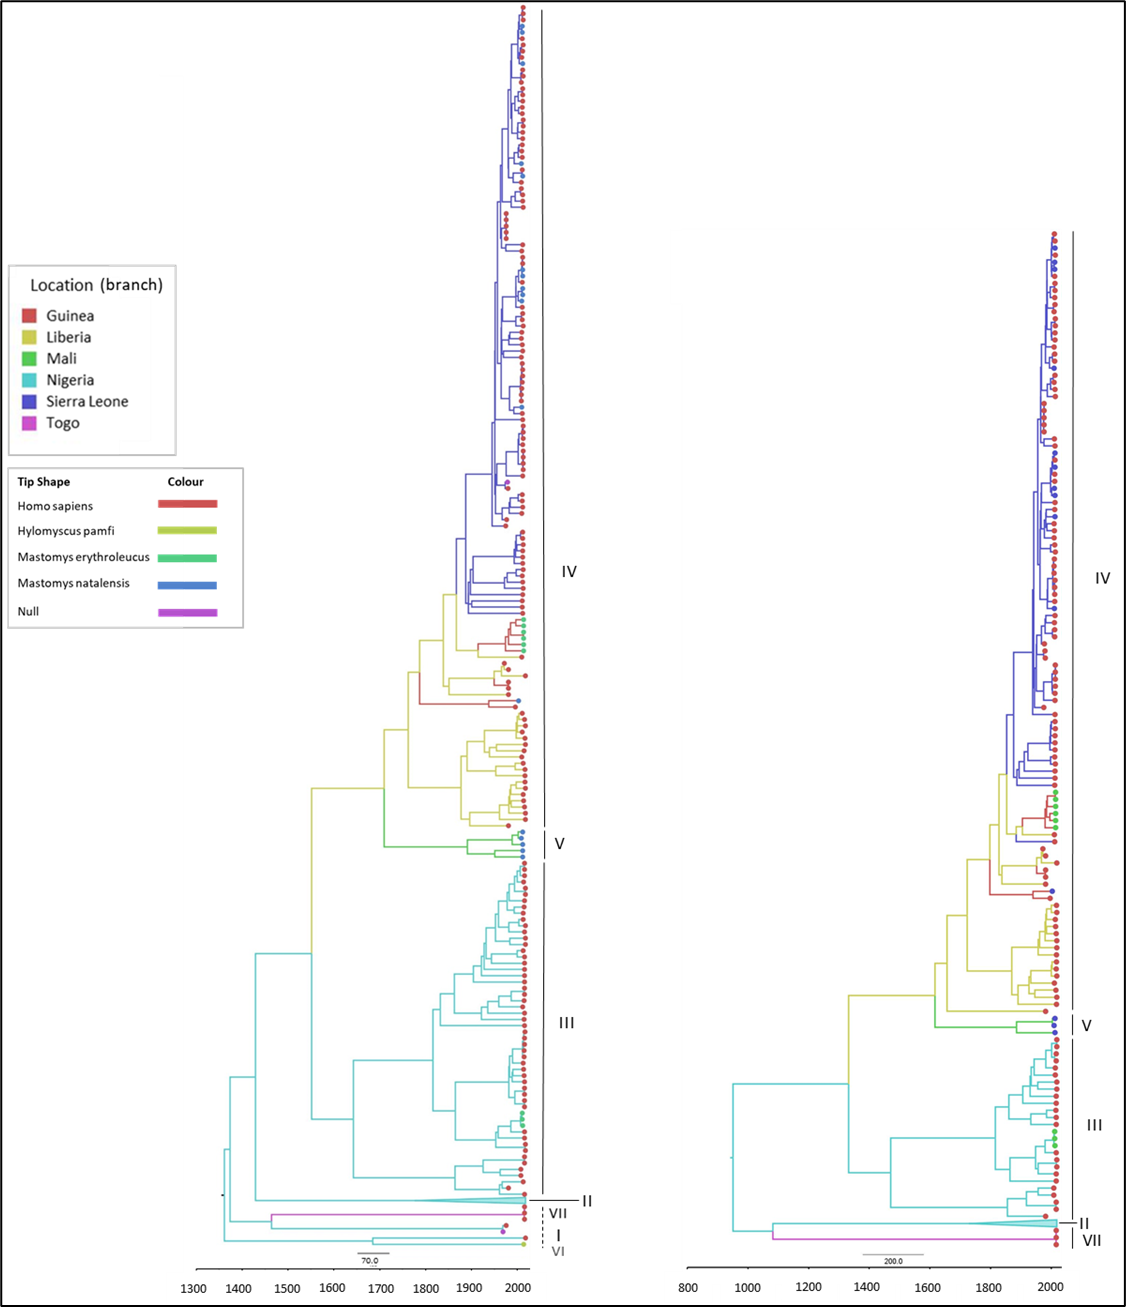 Location (branch)
Guinea
Liberia
Mali
Nigeria
Sierra Leone
Togo
Tip Shape Colour
Homo sapiens
Hylomyscus pamfi
Mastomys erythroleucus
Mastomys natalensis
Null
IV
V
III
II
VII
I
VI
70.0
1300 1400 1500 1600 1700 1800 1900 2000
IV
V
III
II
VII
200.0
800 1000 1200 1400 1600 1800 2000